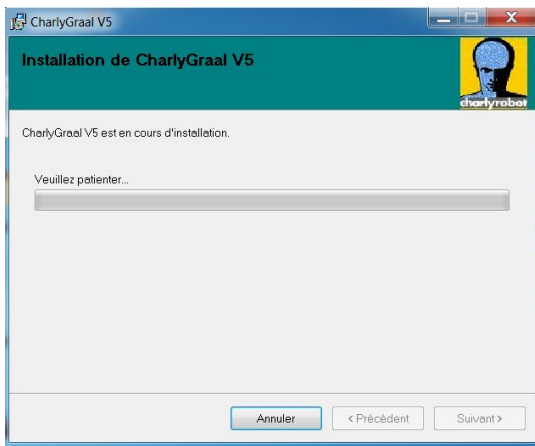 CharlyGraal V5
Installation de CharlyGraal V5
charlyrobot
CharlyGraal V5 est en cours d'installation.
Veuillez patienter...
Annuler
< Précédent
Suivant >